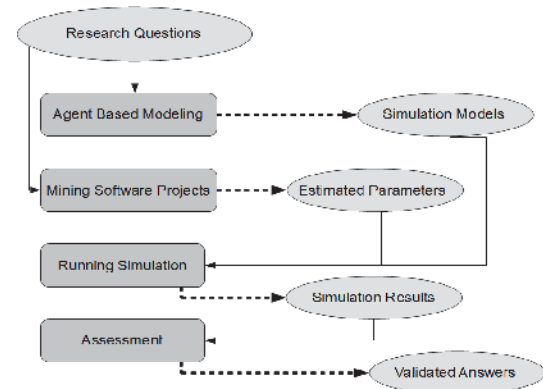 Research Questions
Agent Based Modeling
Simulation Models
Mining Software Projects
Estimated Parameters
Running Simulation
Simulation Results
Assessment
Validated Answers